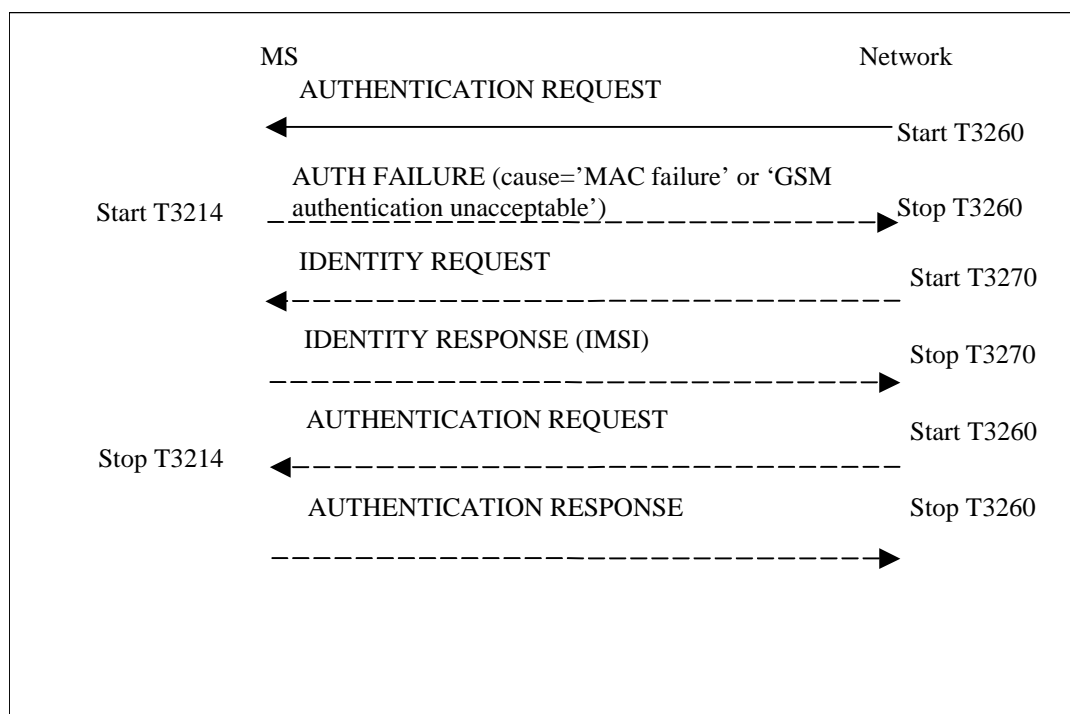 MS Network
AUTHENTICATION REQUEST
Start T3260
AUTH FAILURE (cause=’MAC failure’ or ‘GSM
authentication unacceptable’)
Start T3214
Stop T3260
IDENTITY REQUEST
Start T3270
IDENTITY RESPONSE (IMSI)
Stop T3270
AUTHENTICATION REQUEST
Start T3260
Stop T3214
AUTHENTICATION RESPONSE
Stop T3260